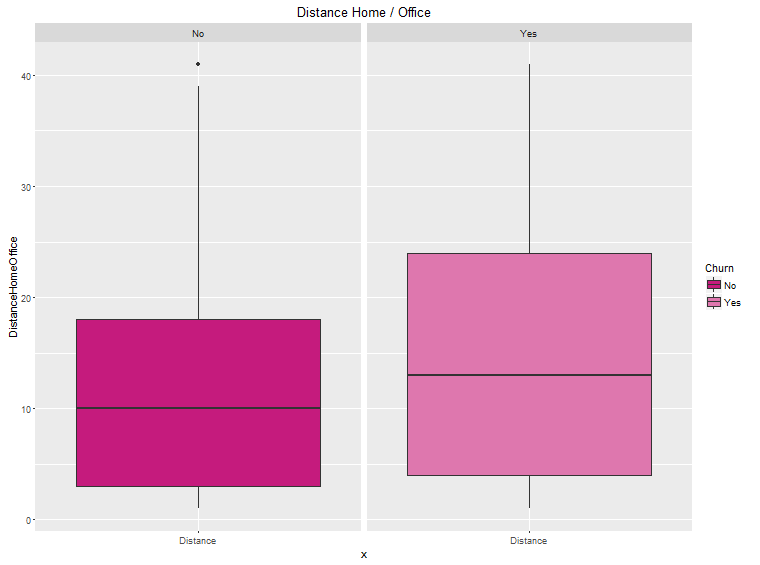 Distance Home / Office
No
Yes
DistanceHomeOffice
40
30
20
10
0
Distance
Distance
x
Churn
No
Yes